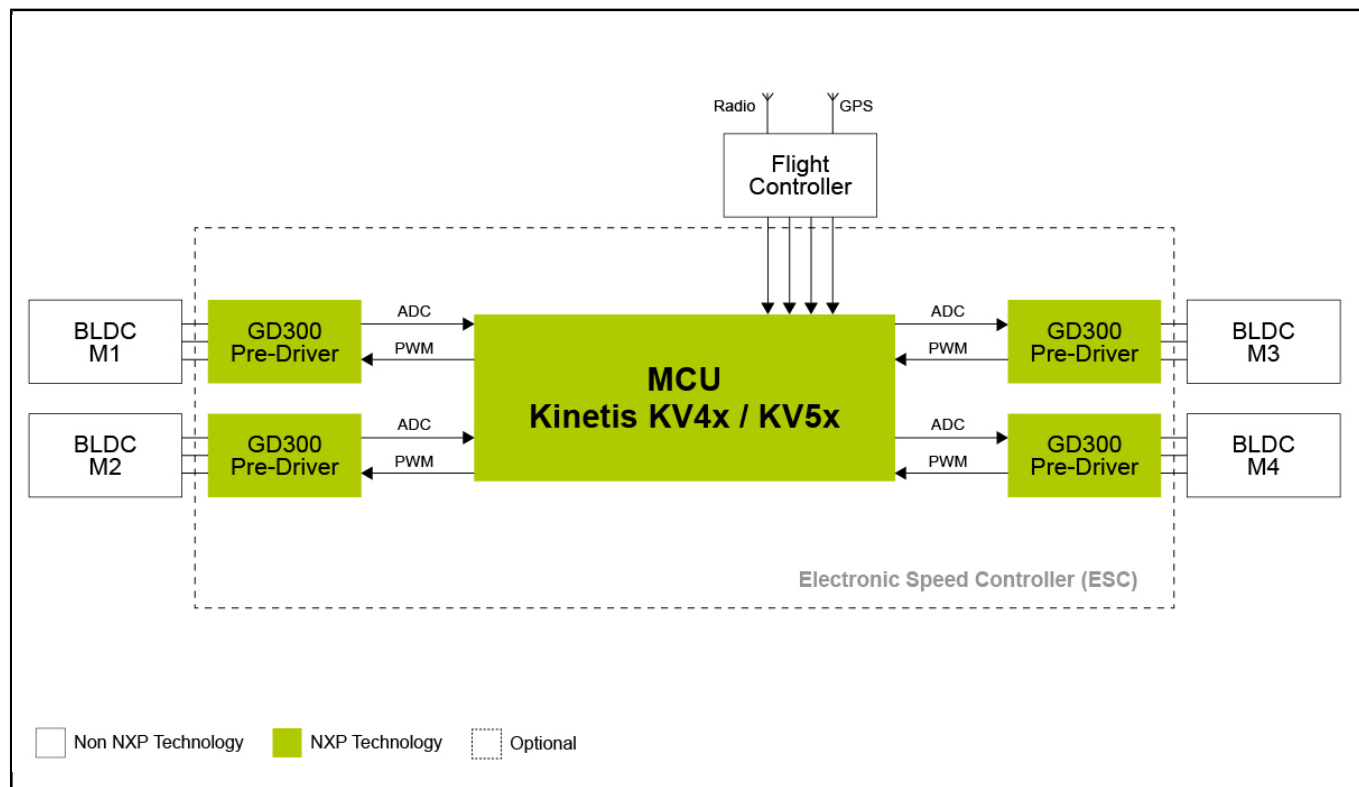 Radio
GPS
Flight
Controller
BLDC
M1
GD300
Pre-Driver
ADC
PWM
MCU
Kinetis KV4x / KV5x
ADC
PWM
GD300
Pre-Driver
BLDC
M3
BLDC
M2
GD300
Pre-Driver
ADC
PWM
ADC
PWM
GD300
Pre-Driver
BLDC
M4
Electronic Speed Controller (ESC)
Non NXP Technology
NXP Technology
Optional